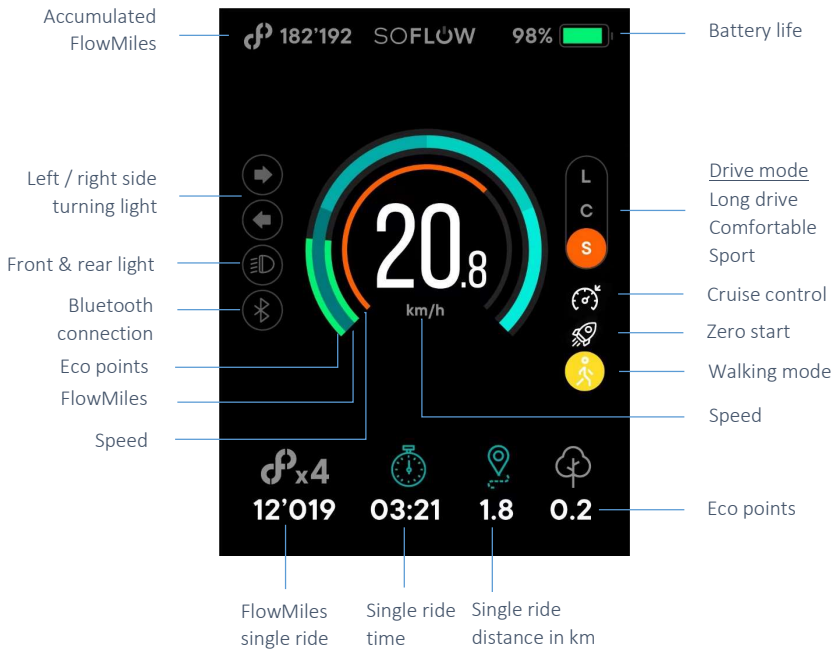 Accumulated
FlowMiles
182'192
SOFLOW
98%
Battery life
Left / right side
turning light
Front & rear light
Bluetooth
connection
Eco points
FlowMiles
Speed
20.8
km/h
L
C
S
Drive mode
Long drive
Comfortable
Sport
Cruise control
Zero start
Walking mode
Speed
x4
12'019
03:21
1.8
0.2
Eco points
FlowMiles
single ride
Single ride
time
Single ride
distance in km